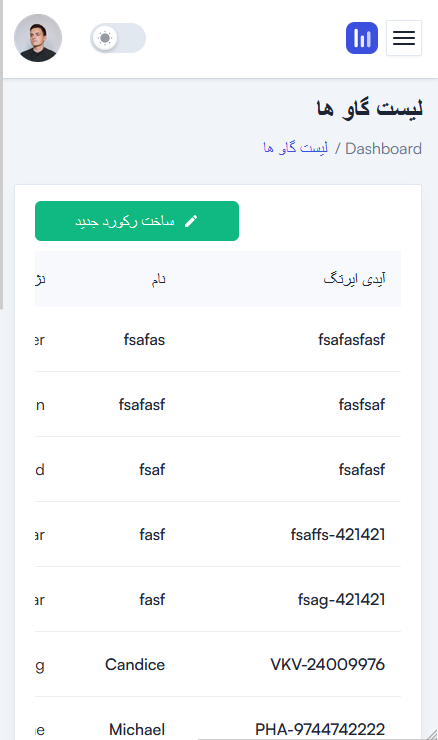 لیست گاو ها
Dashboard / لیست گاو ها
ساخت رکورد جدید
آیدی ایرتگ نام نژ
fsafasfasf fsafas er
fasfsaf fsafasf n
fsafasf fsaf d
fsaffs-421421 fasf ar
fsag-421421 fasf ar
VKV-24009976 Candice g
PHA-9744742222 Michael ne